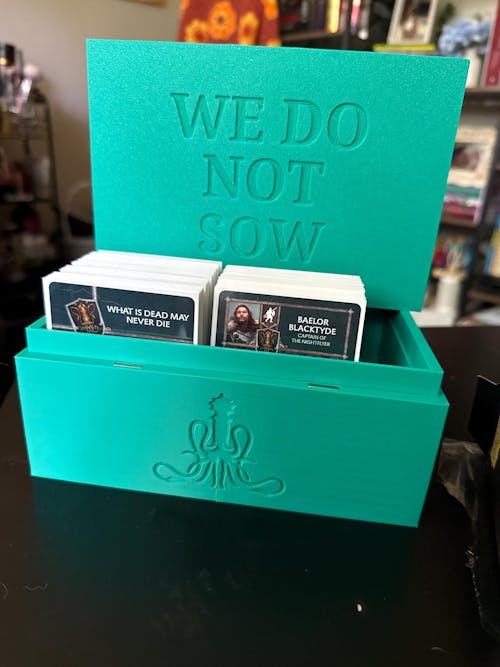 WE DO
NOT
SOW
WHAT IS DEAD MAY
NEVER DIE
BAELOR
BLACKTYDE
CAPTAIN OF
THE NIGHTFLYER